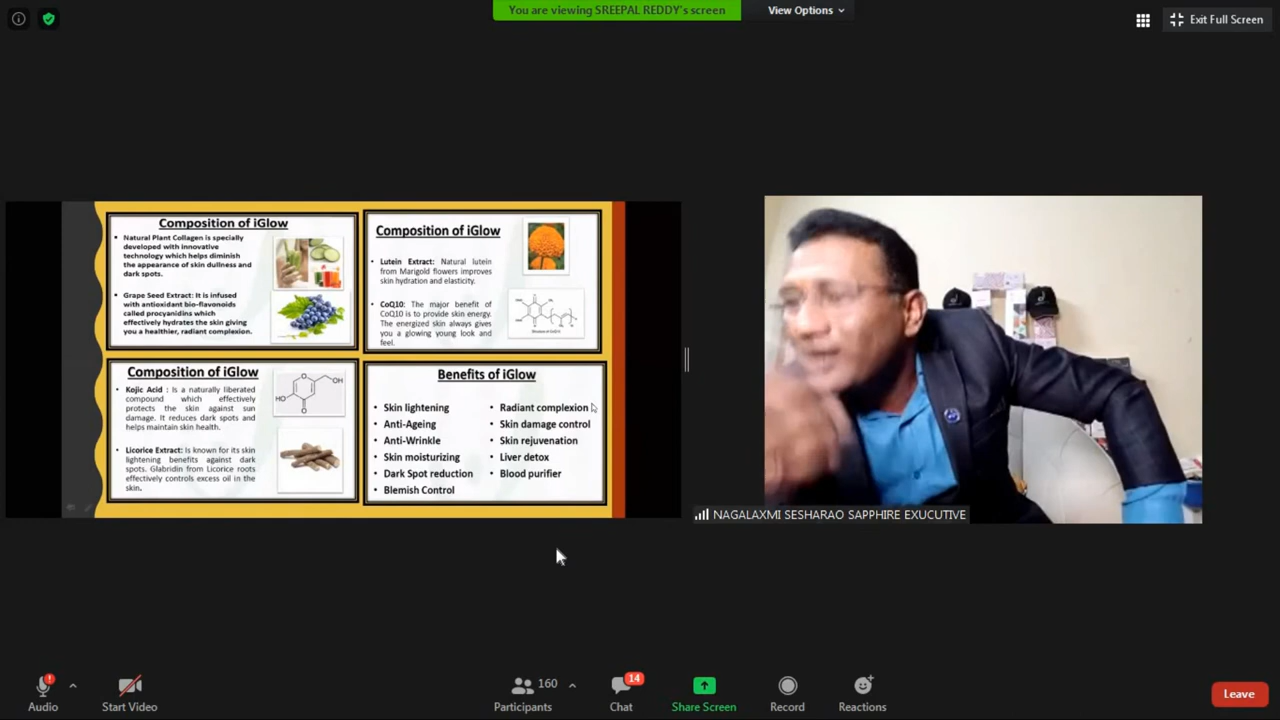 You are viewing SREEPAL REDDY's screen
View Options
Exit Full Screen
Composition of iGlow
• Natural Plant Collagen is specially
developed with innovative
technology which helps diminish
the appearance of skin dullness and
dark spots.
• Grape Seed Extract: It is infused
with antioxidant bio-flavonoids
called procyanidins which
effectively hydrates the skin giving
you a healthier, radiant complexion.
Composition of iGlow
• Lutein Extract: Natural lutein
from Marigold flowers improves
skin hydration and elasticity.
• CoQ10: The major benefit of
CoQ10 is to provide skin energy.
The energized skin always gives
you a glowing young look and
feel.
Composition of iGlow
• Kojic Acid : Is a naturally liberated
compound which effectively
protects the skin against sun
damage. It reduces dark spots and
helps maintain skin health.
HO
O
OH
O
• Licorice Extract: Is known for its skin
lightening benefits against dark
spots. Glabridin from Licorice roots
effectively controls excess oil in the
skin.
Benefits of iGlow
• Skin lightening
• Anti-Ageing
• Anti-Wrinkle
• Skin moisturizing
• Dark Spot reduction
• Blemish Control
• Radiant complexion
• Skin damage control
• Skin rejuvenation
• Liver detox
• Blood purifier
NAGALAXMI SESHARAO SAPPHIRE EXUCUTIVE
Audio
Start Video
160
Participants
14
Chat
Share Screen
Record
Reactions
Leave